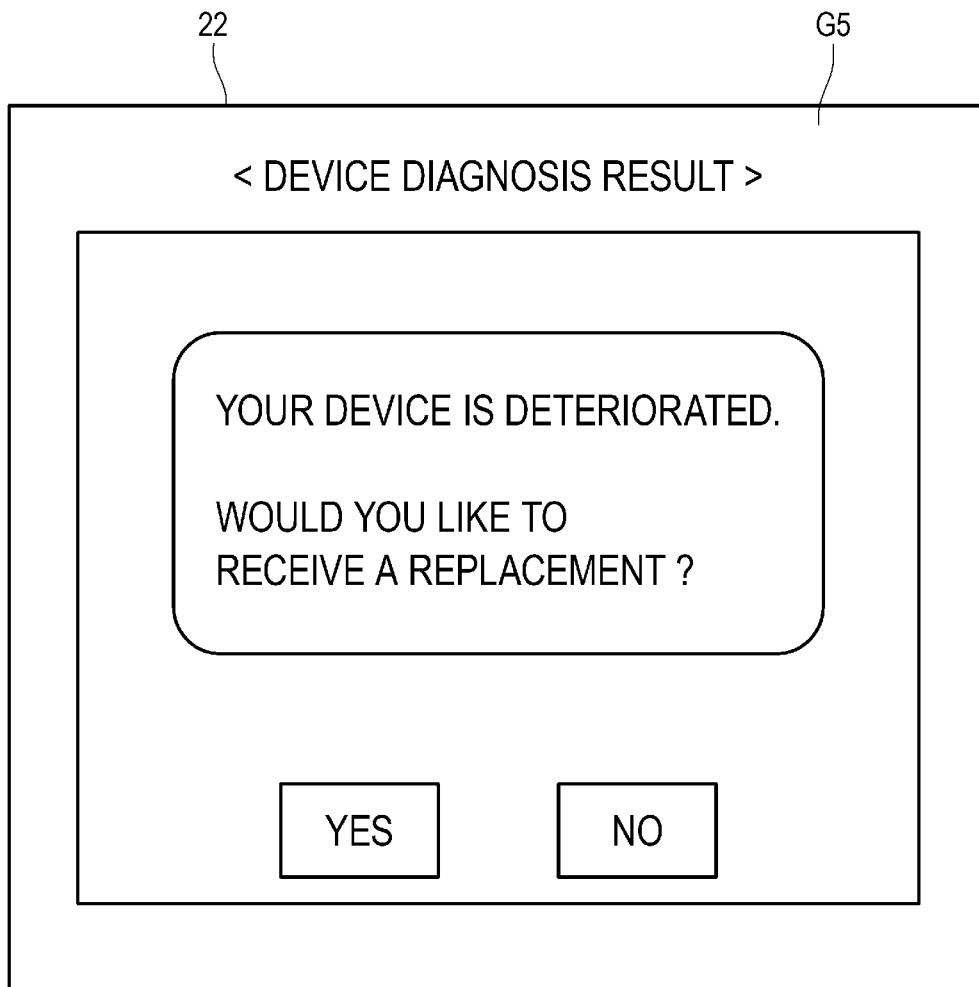 22 G5
< DEVICE DIAGNOSIS RESULT >
YOUR DEVICE IS DETERIORATED.
WOULD YOU LIKE TO
RECEIVE A REPLACEMENT ?
YES NO